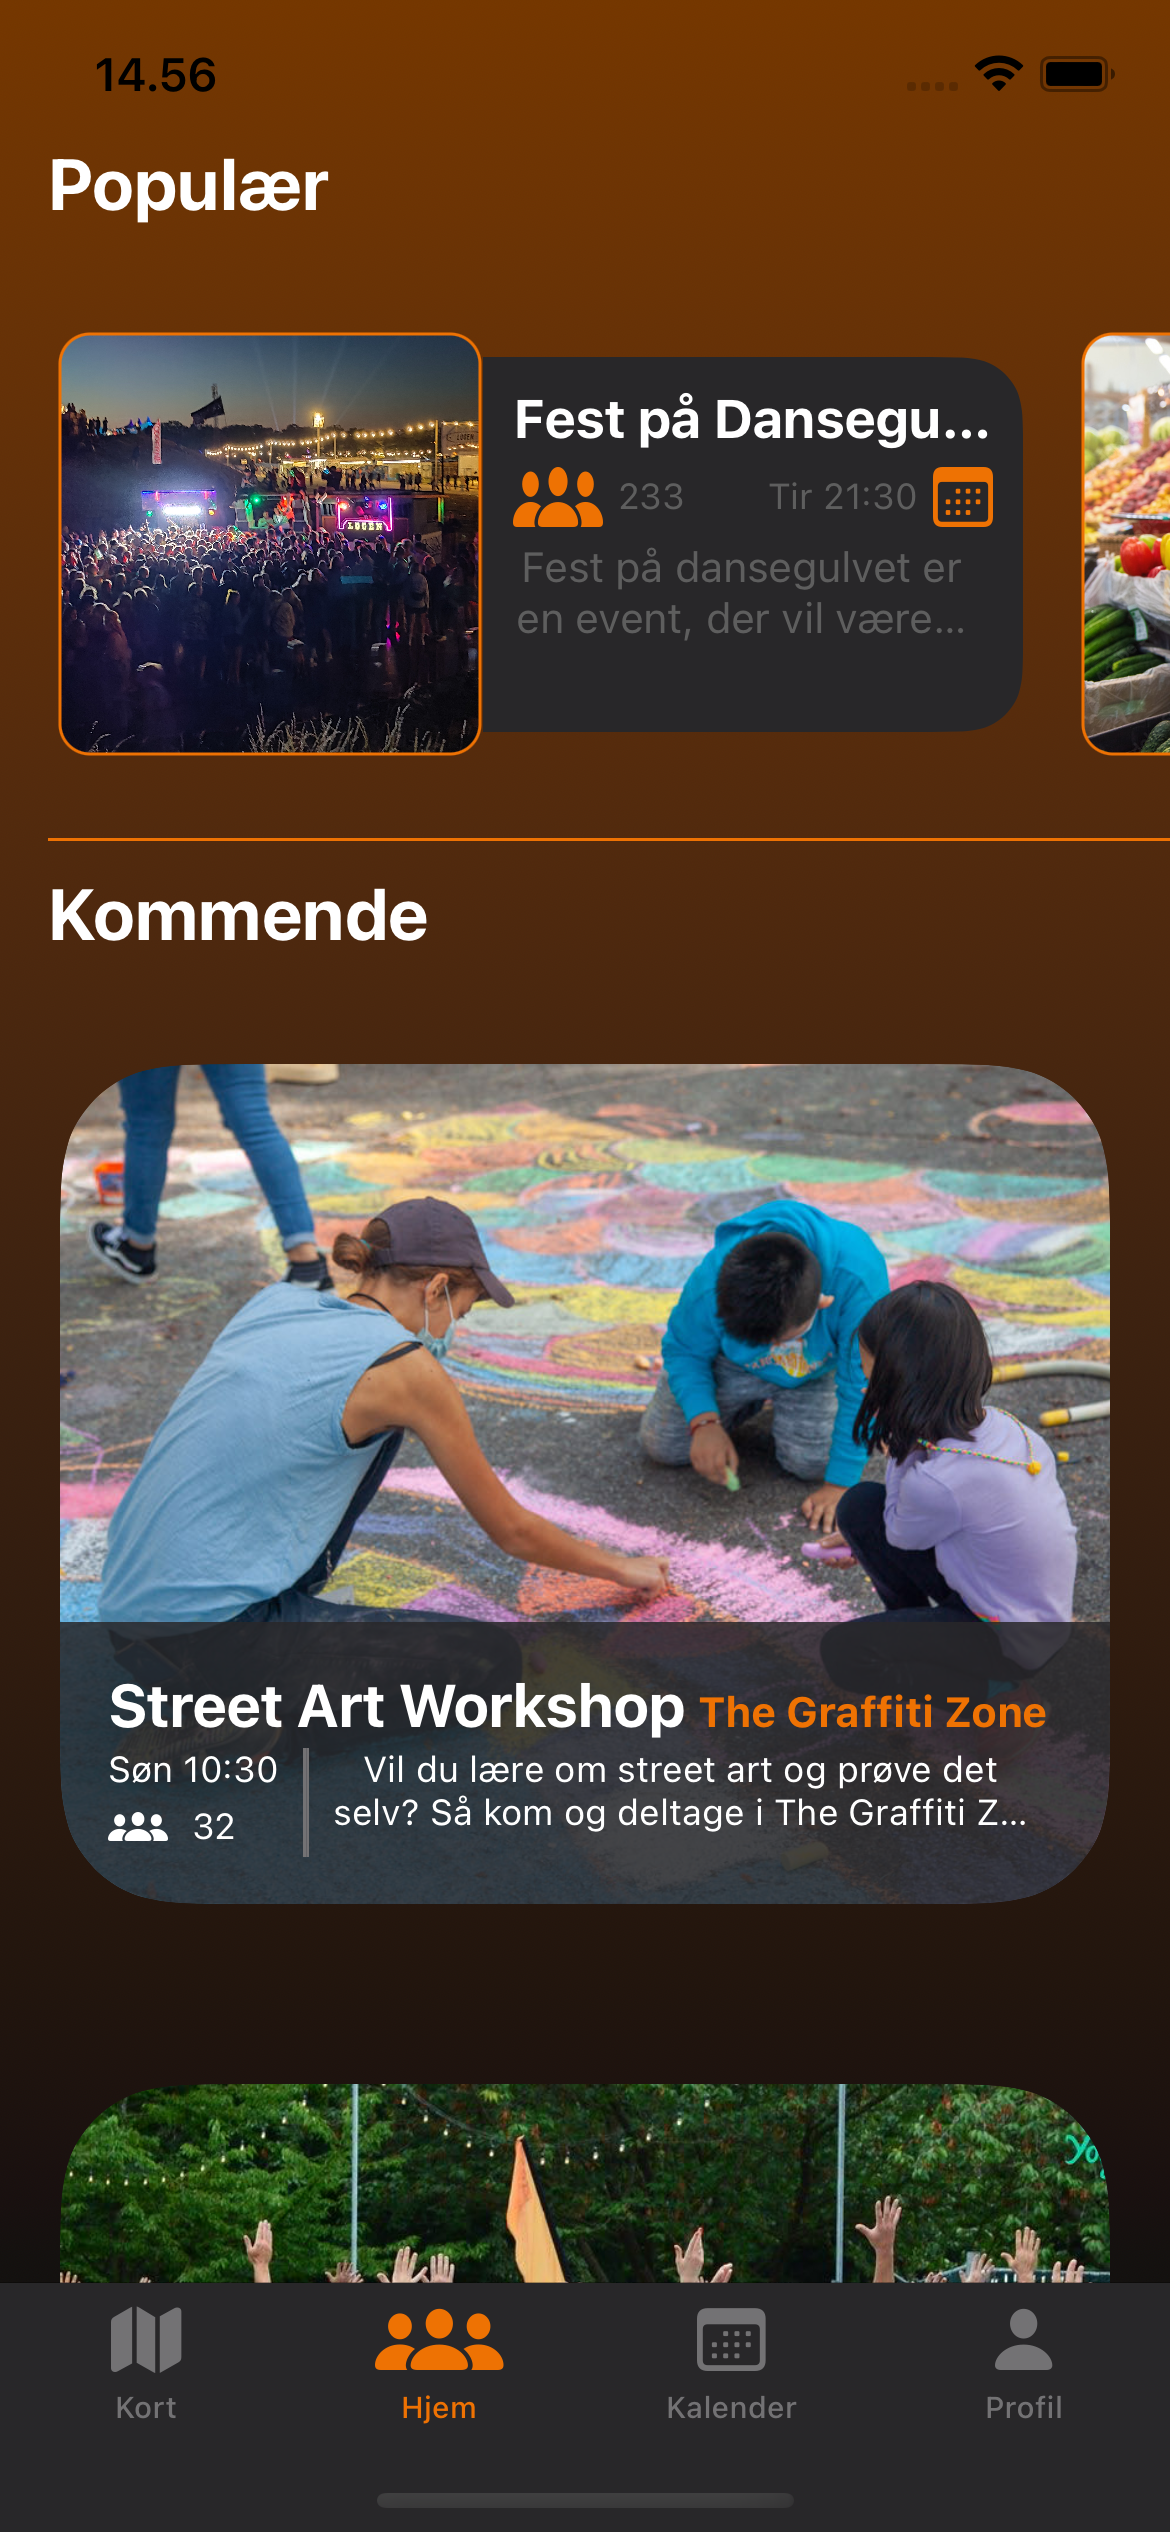 14.56
Populær
LUGEN
LUGEN
Fest på Dansegu...
233 Tir 21:30
Fest på dansegulvet er
en event, der vil være...
Kommende
Street Art Workshop The Graffiti Zone
Søn 10:30
32
Vil du lære om street art og prøve det
selv? Så kom og deltage i The Graffiti Z...
Kort
Hjem
Kalender
Profil